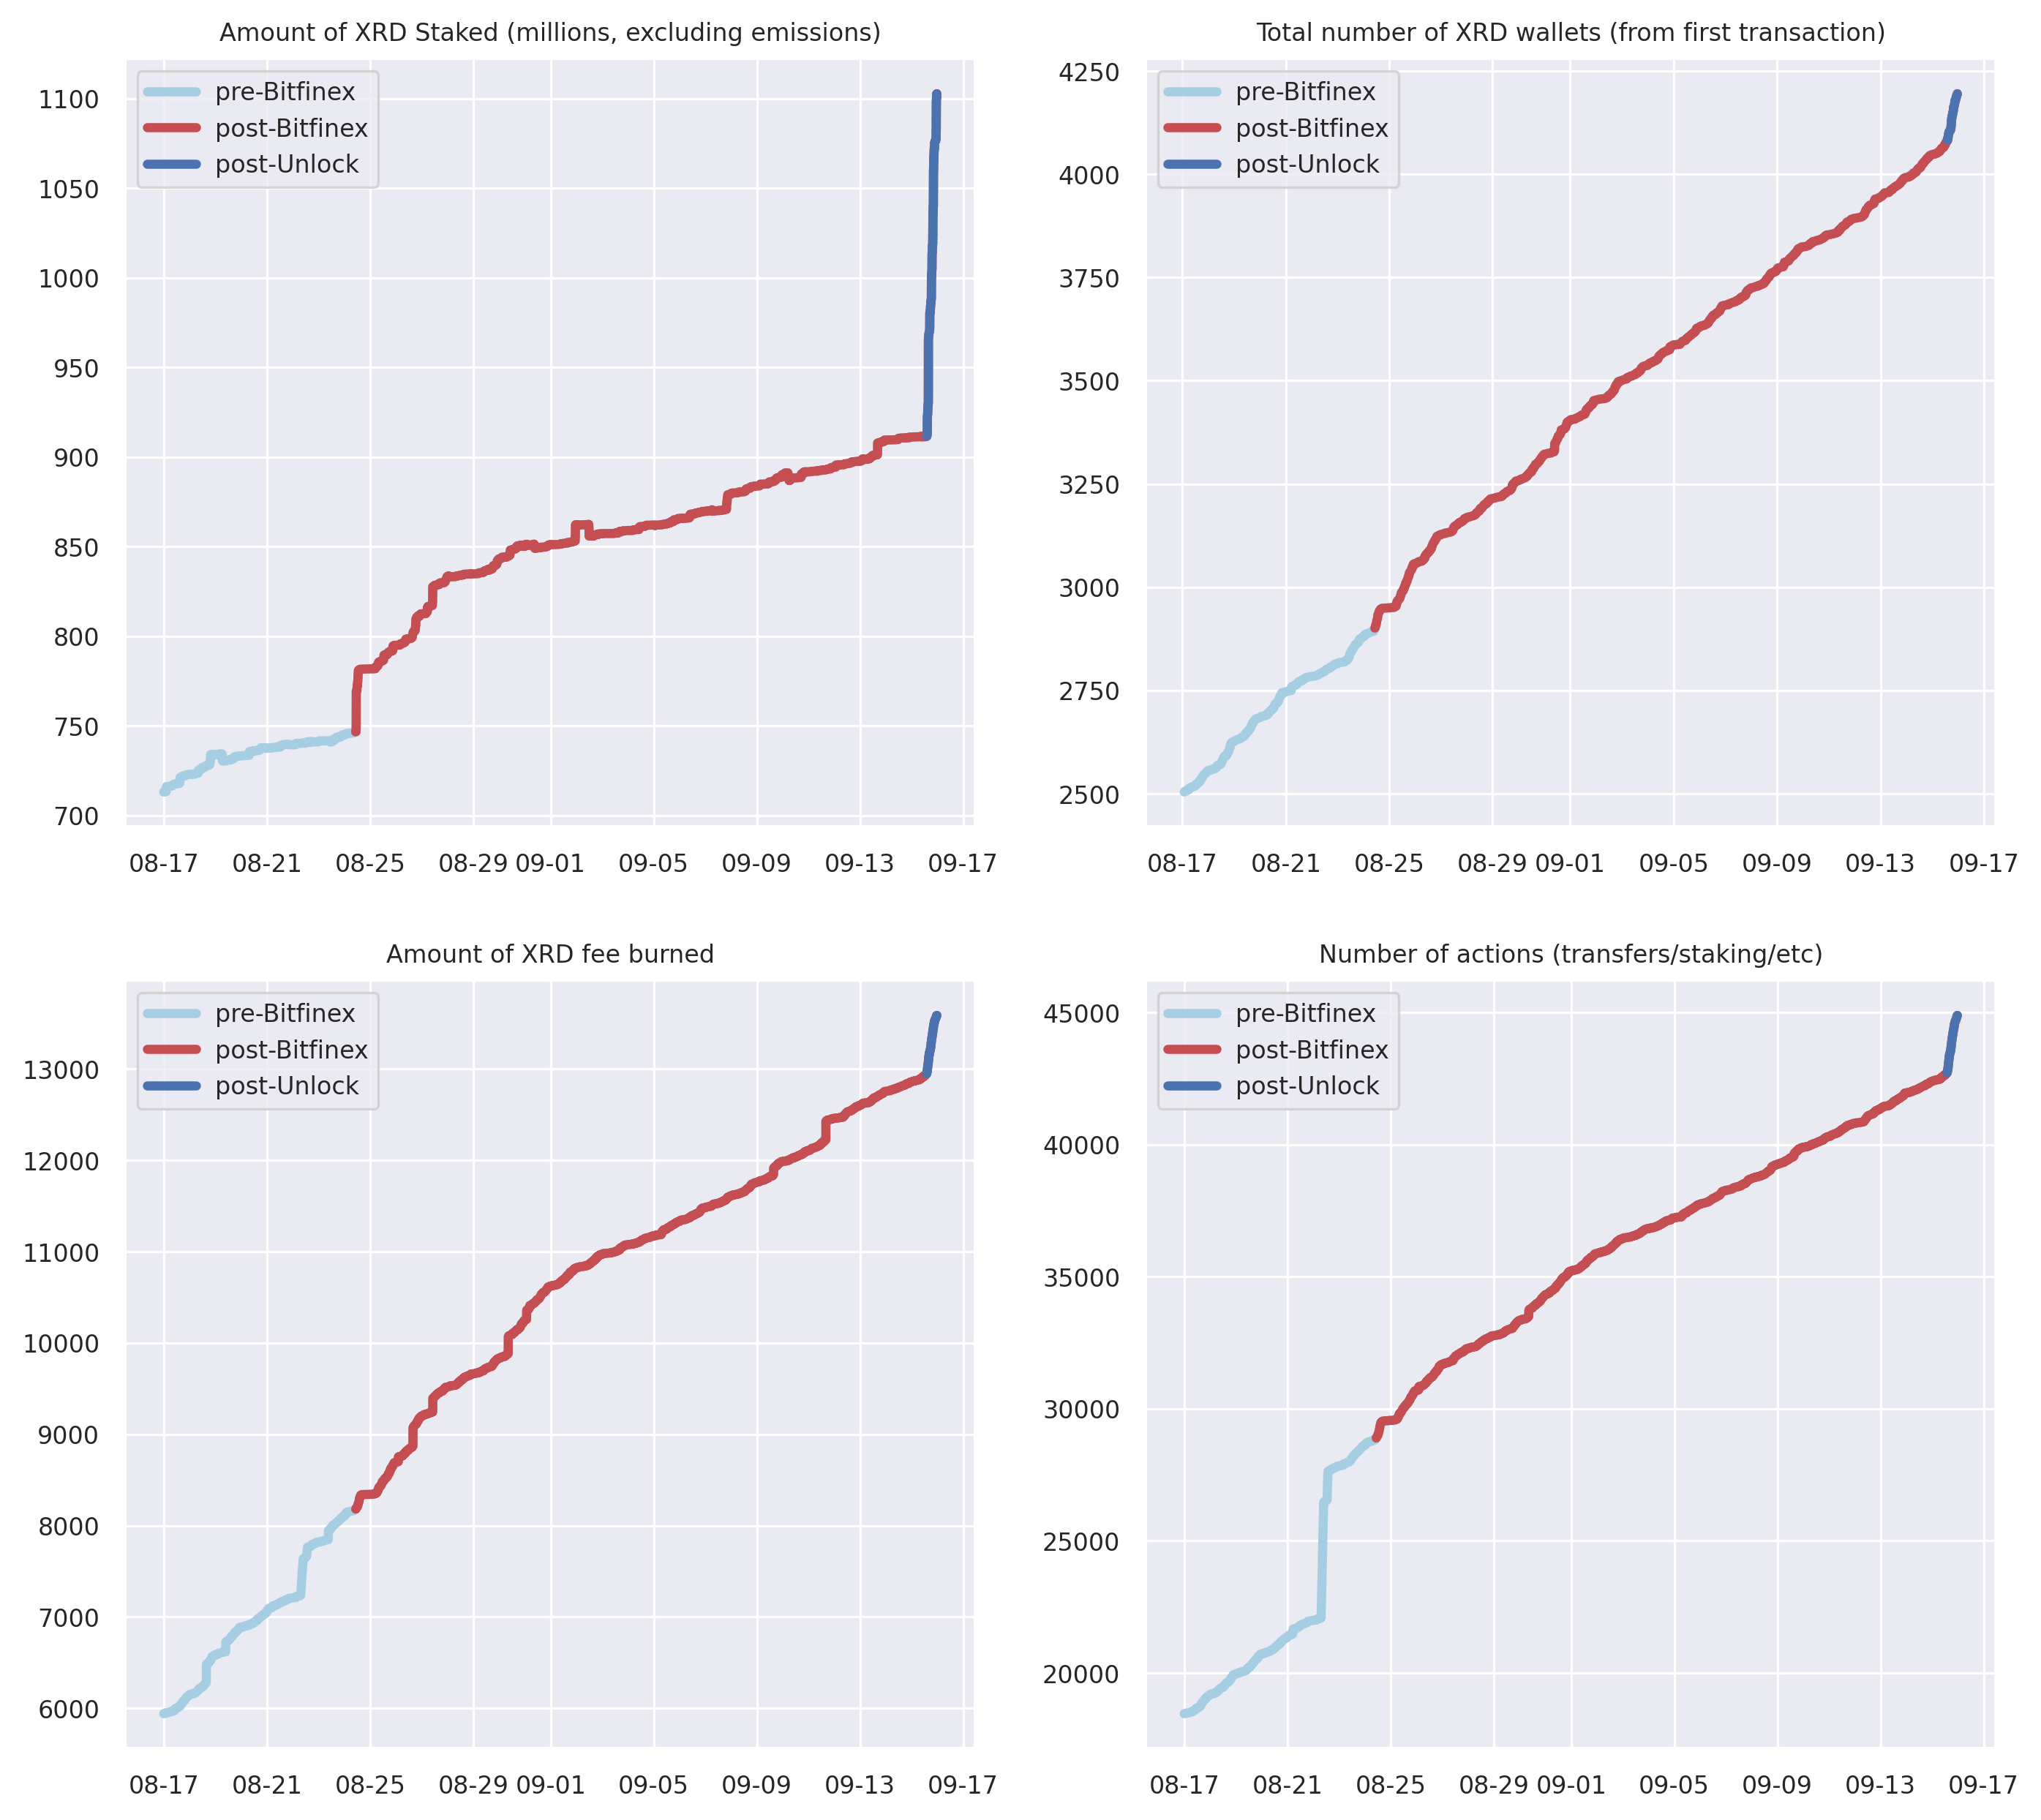 Amount of XRD Staked (millions, excluding emissions)
pre-Bitfinex
post-Bitfinex
post-Unlock
1100
1050
1000
950
900
850
800
750
700
08-17 08-21 08-25 08-29 09-01 09-05 09-09 09-13 09-17
Total number of XRD wallets (from first transaction)
pre-Bitfinex
post-Bitfinex
post-Unlock
4250
4000
3750
3500
3250
3000
2750
2500
08-17 08-21 08-25 08-29 09-01 09-05 09-09 09-13 09-17
Amount of XRD fee burned
pre-Bitfinex
post-Bitfinex
post-Unlock
13000
12000
11000
10000
9000
8000
7000
6000
08-17 08-21 08-25 08-29 09-01 09-05 09-09 09-13 09-17
Number of actions (transfers/staking/etc)
pre-Bitfinex
post-Bitfinex
post-Unlock
45000
40000
35000
30000
25000
20000
08-17 08-21 08-25 08-29 09-01 09-05 09-09 09-13 09-17